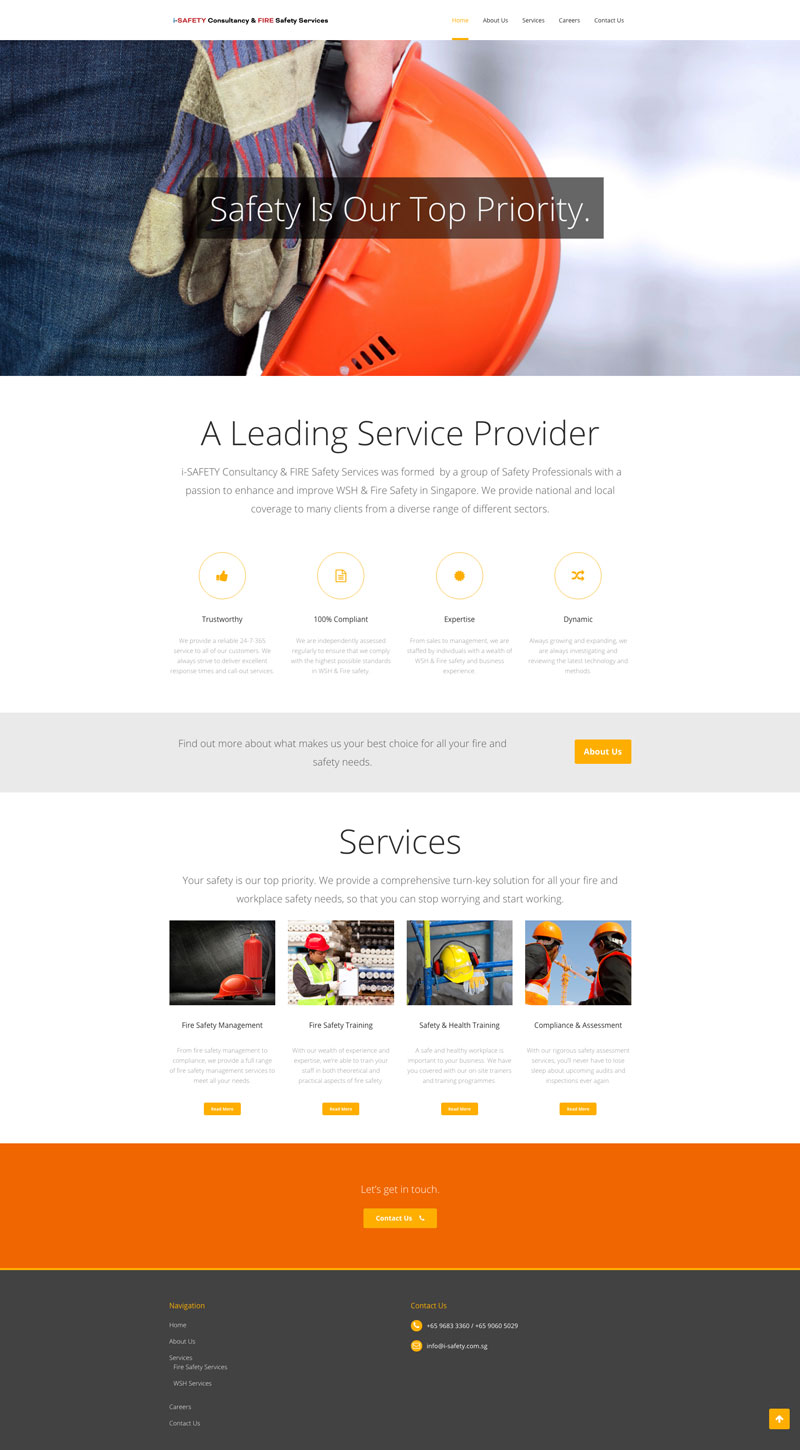 i-SAFETY Consultancy & FIRE Safety Services
Home About Us Services Careers Contact Us
Safety Is Our Top Priority.
A Leading Service Provider
i-SAFETY Consultancy & FIRE Safety Services was formed  by a group of Safety Professionals with a
passion to enhance and improve WSH & Fire Safety in Singapore. We provide national and local
coverage to many clients from a diverse range of different sectors.
Trustworthy
We provide a reliable 24-7-365
service to all of our customers. We
always strive to deliver excellent
response times and call-out services.
100% Compliant
We are independently assessed
regularly to ensure that we comply
with the highest possible standards
in WSH & Fire safety.
Expertise
From sales to management, we are
staffed by individuals with a wealth of
WSH & Fire safety and business
experience.
Dynamic
Always growing and expanding, we
are always investigating and
reviewing the latest technology and
methods.
Find out more about what makes us your best choice for all your fire and
safety needs.
About Us
Services
Your safety is our top priority. We provide a comprehensive turn-key solution for all your fire and
workplace safety needs, so that you can stop worrying and start working.
Fire Safety Management
From fire safety management to
compliance, we provide a full range
of fire safety management services to
meet all your needs.
Read More
Fire Safety Training
With our wealth of experience and
expertise, we're able to train your
staff in both theoretical and
practical aspects of fire safety.
Read More
Safety & Health Training
A safe and healthy workplace is
important to your business. We have
you covered with our on site trainers
and training programmes.
Read More
Compliance & Assessment
With our rigorous safety assessment
services, you'll never have to lose
sleep about upcoming audits and
inspections ever again.
Read More
Let's get in touch.
Contact Us
Navigation
Home
About Us
Services
Fire Safety Services
WSH Services
Careers
Contact Us
Contact Us
+65 9683 3360 / +65 9060 5029
info@i-safety.com.sg